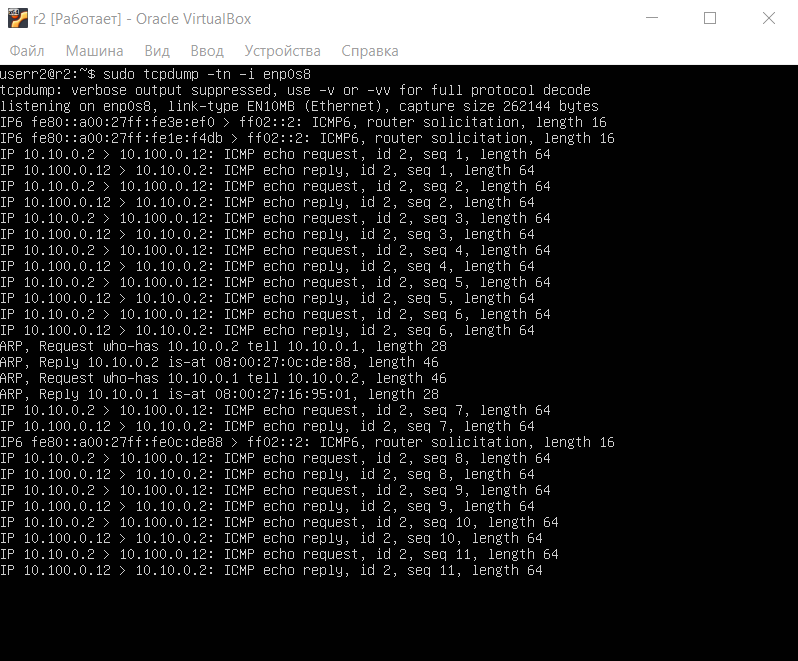 r2 [Работает] - Oracle VirtualBox
Файл Машина Вид Ввод Устройства Справка
userr2@r2:~$ sudo tcpdump -tn -i enp0s8
tcpdump: verbose output suppressed, use -v or -vv for full protocol decode
listening on enp0s8, link-type EN10MB (Ethernet), capture size 262144 bytes
IP6 fe80::a00:27ff:fe3e:ef0 > ff02::2: ICMP6, router solicitation, length 16
IP6 fe80::a00:27ff:fe1e:f4db > ff02::2: ICMP6, router solicitation, length 16
IP 10.10.0.2 > 10.100.0.12: ICMP echo request, id 2, seq 1, length 64
IP 10.100.0.12 > 10.10.0.2: ICMP echo reply, id 2, seq 1, length 64
IP 10.10.0.2 > 10.100.0.12: ICMP echo request, id 2, seq 2, length 64
IP 10.100.0.12 > 10.10.0.2: ICMP echo reply, id 2, seq 2, length 64
IP 10.10.0.2 > 10.100.0.12: ICMP echo request, id 2, seq 3, length 64
IP 10.100.0.12 > 10.10.0.2: ICMP echo reply, id 2, seq 3, length 64
IP 10.10.0.2 > 10.100.0.12: ICMP echo request, id 2, seq 4, length 64
IP 10.100.0.12 > 10.10.0.2: ICMP echo reply, id 2, seq 4, length 64
IP 10.10.0.2 > 10.100.0.12: ICMP echo request, id 2, seq 5, length 64
IP 10.100.0.12 > 10.10.0.2: ICMP echo reply, id 2, seq 5, length 64
IP 10.10.0.2 > 10.100.0.12: ICMP echo request, id 2, seq 6, length 64
IP 10.100.0.12 > 10.10.0.2: ICMP echo reply, id 2, seq 6, length 64
ARP, Request who-has 10.10.0.2 tell 10.10.0.1, length 28
ARP, Reply 10.10.0.2 is-at 08:00:27:0c:de:88, length 46
ARP, Request who-has 10.10.0.1 tell 10.10.0.2, length 46
ARP, Reply 10.10.0.1 is-at 08:00:27:16:95:01, length 28
IP 10.10.0.2 > 10.100.0.12: ICMP echo request, id 2, seq 7, length 64
IP 10.100.0.12 > 10.10.0.2: ICMP echo reply, id 2, seq 7, length 64
IP6 fe80::a00:27ff:fe0c:de88 > ff02::2: ICMP6, router solicitation, length 16
IP 10.10.0.2 > 10.100.0.12: ICMP echo request, id 2, seq 8, length 64
IP 10.100.0.12 > 10.10.0.2: ICMP echo reply, id 2, seq 8, length 64
IP 10.10.0.2 > 10.100.0.12: ICMP echo request, id 2, seq 9, length 64
IP 10.100.0.12 > 10.10.0.2: ICMP echo reply, id 2, seq 9, length 64
IP 10.10.0.2 > 10.100.0.12: ICMP echo request, id 2, seq 10, length 64
IP 10.100.0.12 > 10.10.0.2: ICMP echo reply, id 2, seq 10, length 64
IP 10.10.0.2 > 10.100.0.12: ICMP echo request, id 2, seq 11, length 64
IP 10.100.0.12 > 10.10.0.2: ICMP echo reply, id 2, seq 11, length 64